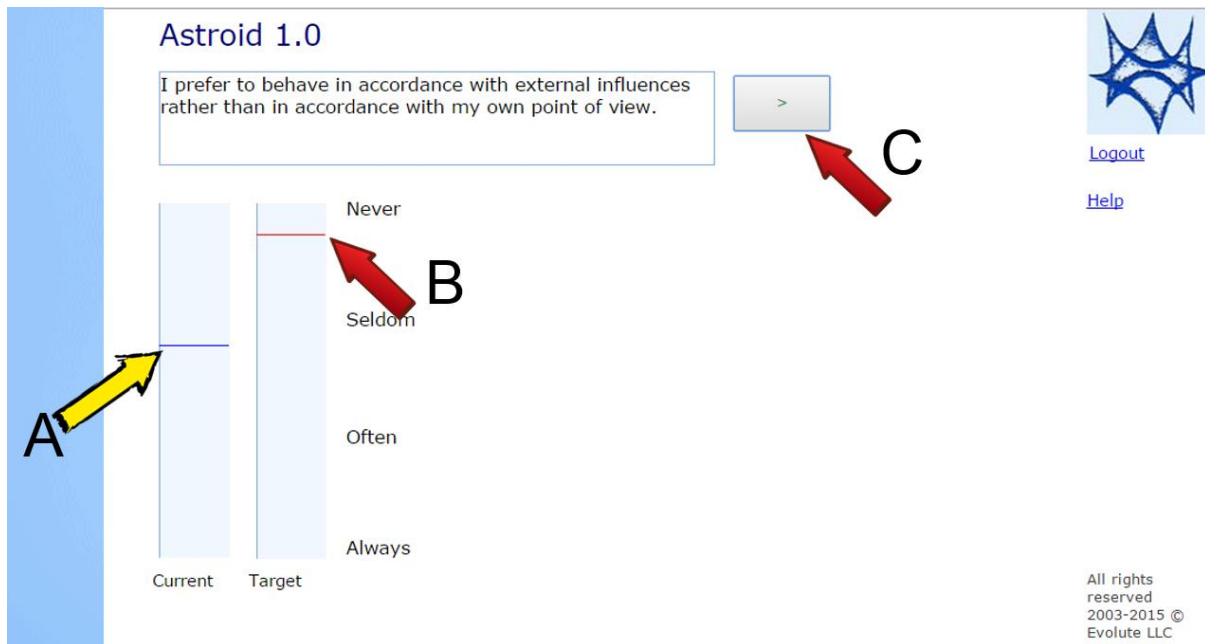 Astroid 1.0
I prefer to behave in accordance with external influences
rather than in accordance with my own point of view.
>
C
Logout
Help
Never
B
Seldom
A
Often
Always
Current Target
All rights
reserved
2003-2015 ©
Evolute LLC